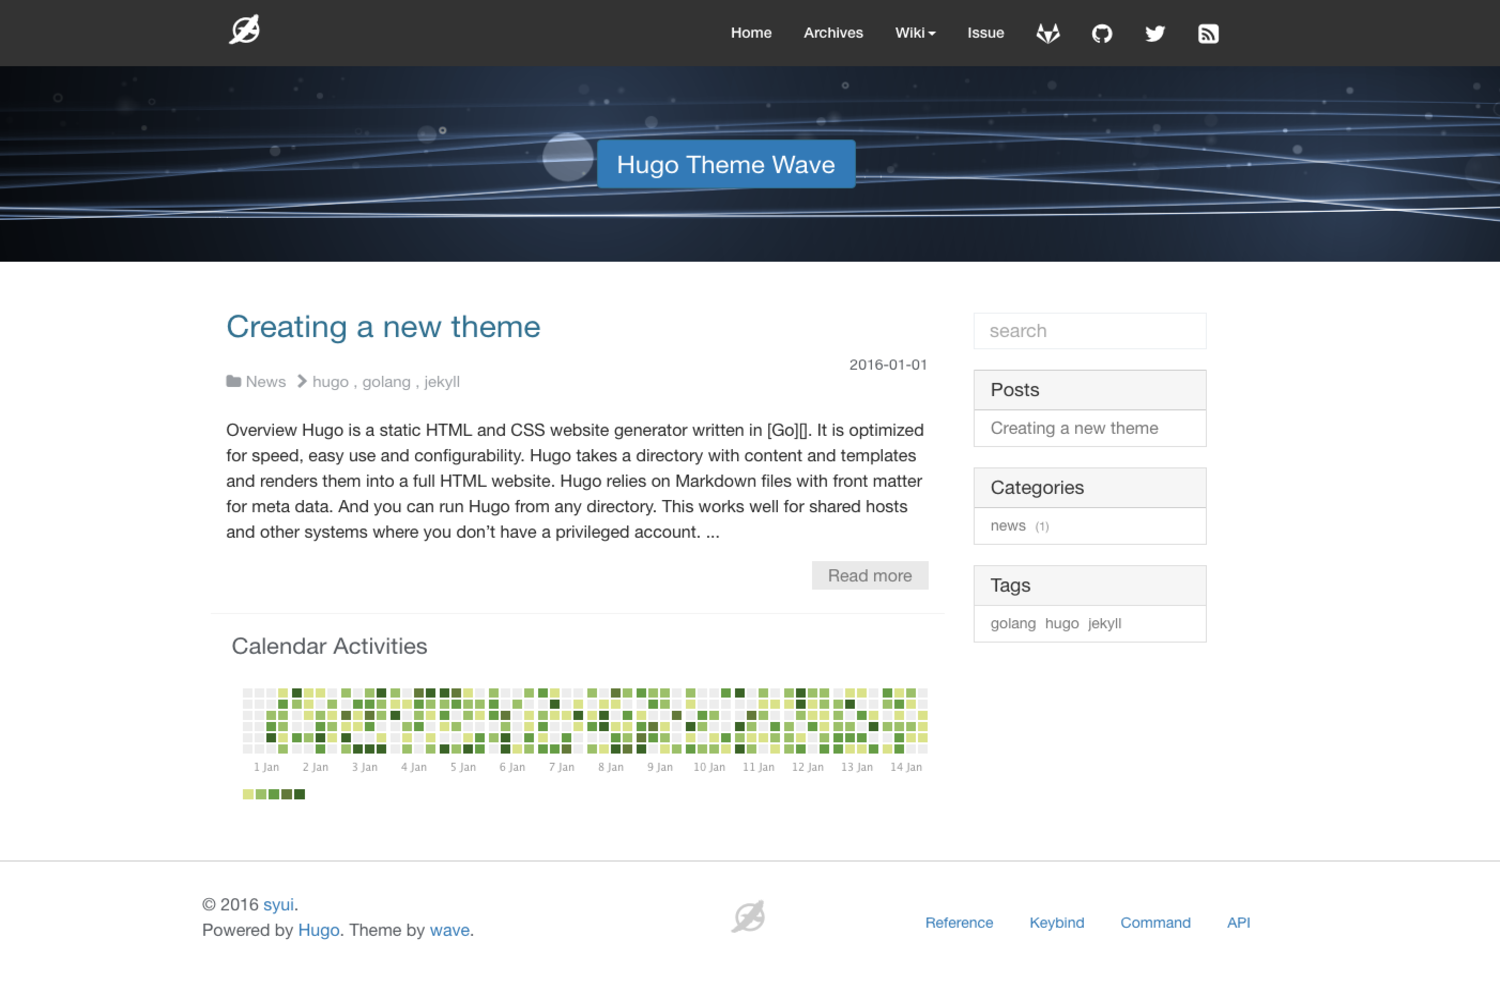 Home Archives Wiki Issue
Hugo Theme Wave
Creating a new theme
2016-01-01
News hugo , golang , jekyll
Overview Hugo is a static HTML and CSS website generator written in [Go][]. It is optimized
for speed, easy use and configurability. Hugo takes a directory with content and templates
and renders them into a full HTML website. Hugo relies on Markdown files with front matter
for meta data. And you can run Hugo from any directory. This works well for shared hosts
and other systems where you don’t have a privileged account. ...
Read more
Calendar Activities
1 Jan 2 Jan 3 Jan 4 Jan 5 Jan 6 Jan 7 Jan 8 Jan 9 Jan 10 Jan 11 Jan 12 Jan 13 Jan 14 Jan
search
Posts
Creating a new theme
Categories
news (1)
Tags
golang hugo jekyll
© 2016 syui.
Powered by Hugo. Theme by wave.
Reference Keybind Command API